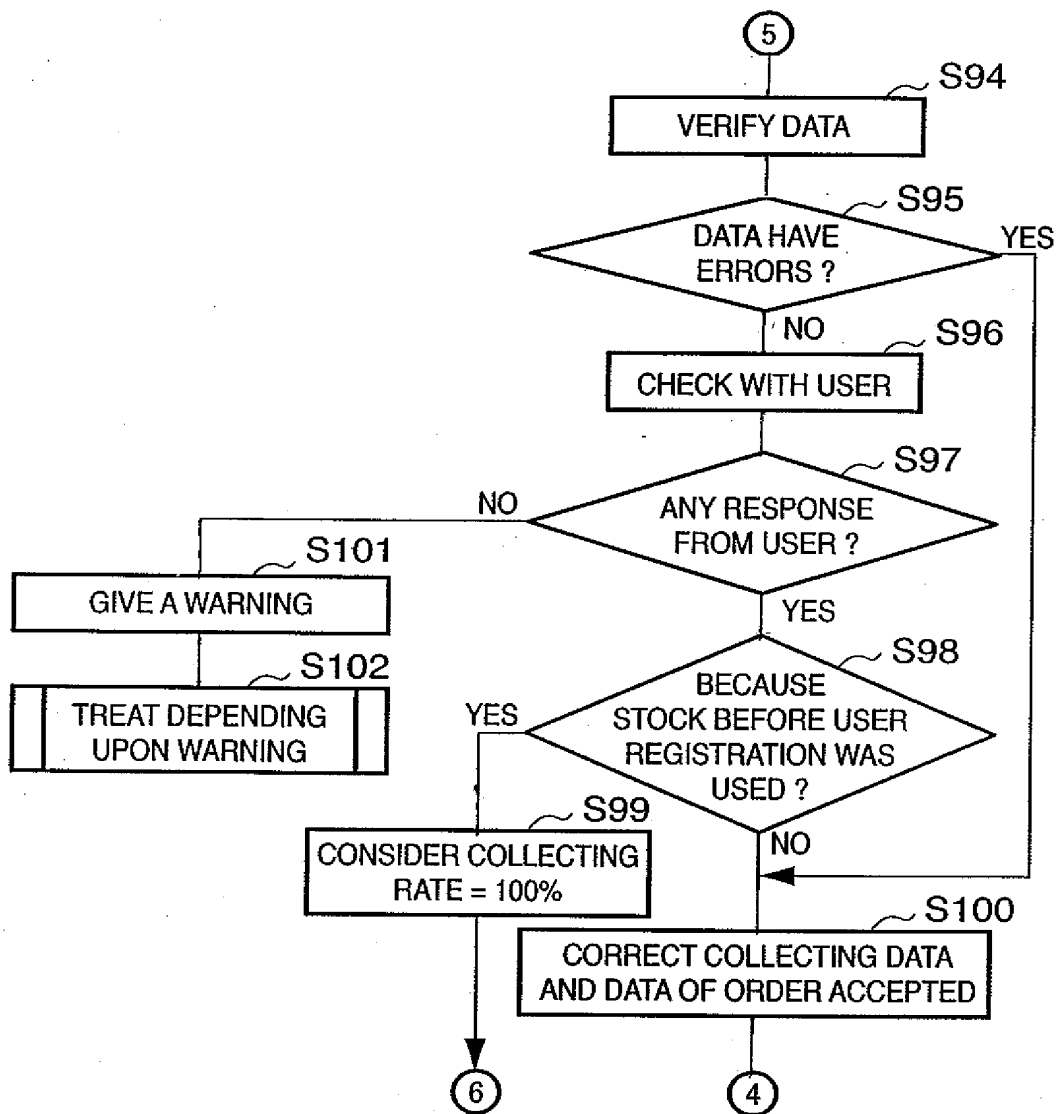 5
S94
VERIFY DATA
S95
DATA HAVE
ERRORS ?
YES
NO
S96
CHECK WITH USER
S97
ANY RESPONSE
FROM USER ?
NO
YES
S101
GIVE A WARNING
S102
TREAT DEPENDING
UPON WARNING
S98
BECAUSE
STOCK BEFORE USER
REGISTRATION WAS
USED ?
YES
NO
S99
CONSIDER COLLECTING
RATE = 100%
S100
CORRECT COLLECTING DATA
AND DATA OF ORDER ACCEPTED
6
4